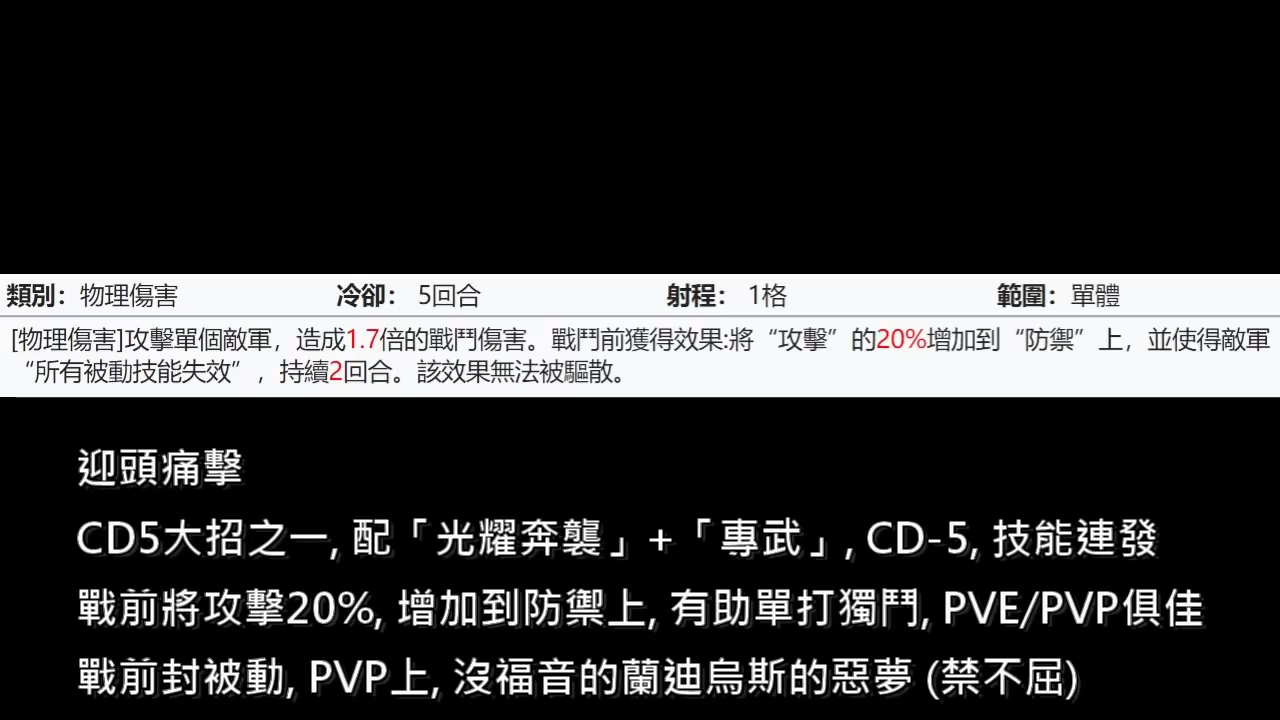 類別：物理傷害 冷卻： 5回合 射程： 1格 範圍：單體
[物理傷害]攻擊單個敵軍，造成1.7倍的戰鬥傷害。戰鬥前獲得效果:將“攻擊”的20%增加到“防禦”上，並使得敵軍
“所有被動技能失效”，持續2回合。該效果無法被驅散。
迎頭痛擊
CD5大招之一, 配「光耀奔襲」+「專武」, CD-5, 技能連發
戰前將攻擊20%, 增加到防禦上, 有助單打獨鬥, PVE/PVP俱佳
戰前封被動, PVP上, 沒福音的蘭迪烏斯的惡夢 (禁不屈)